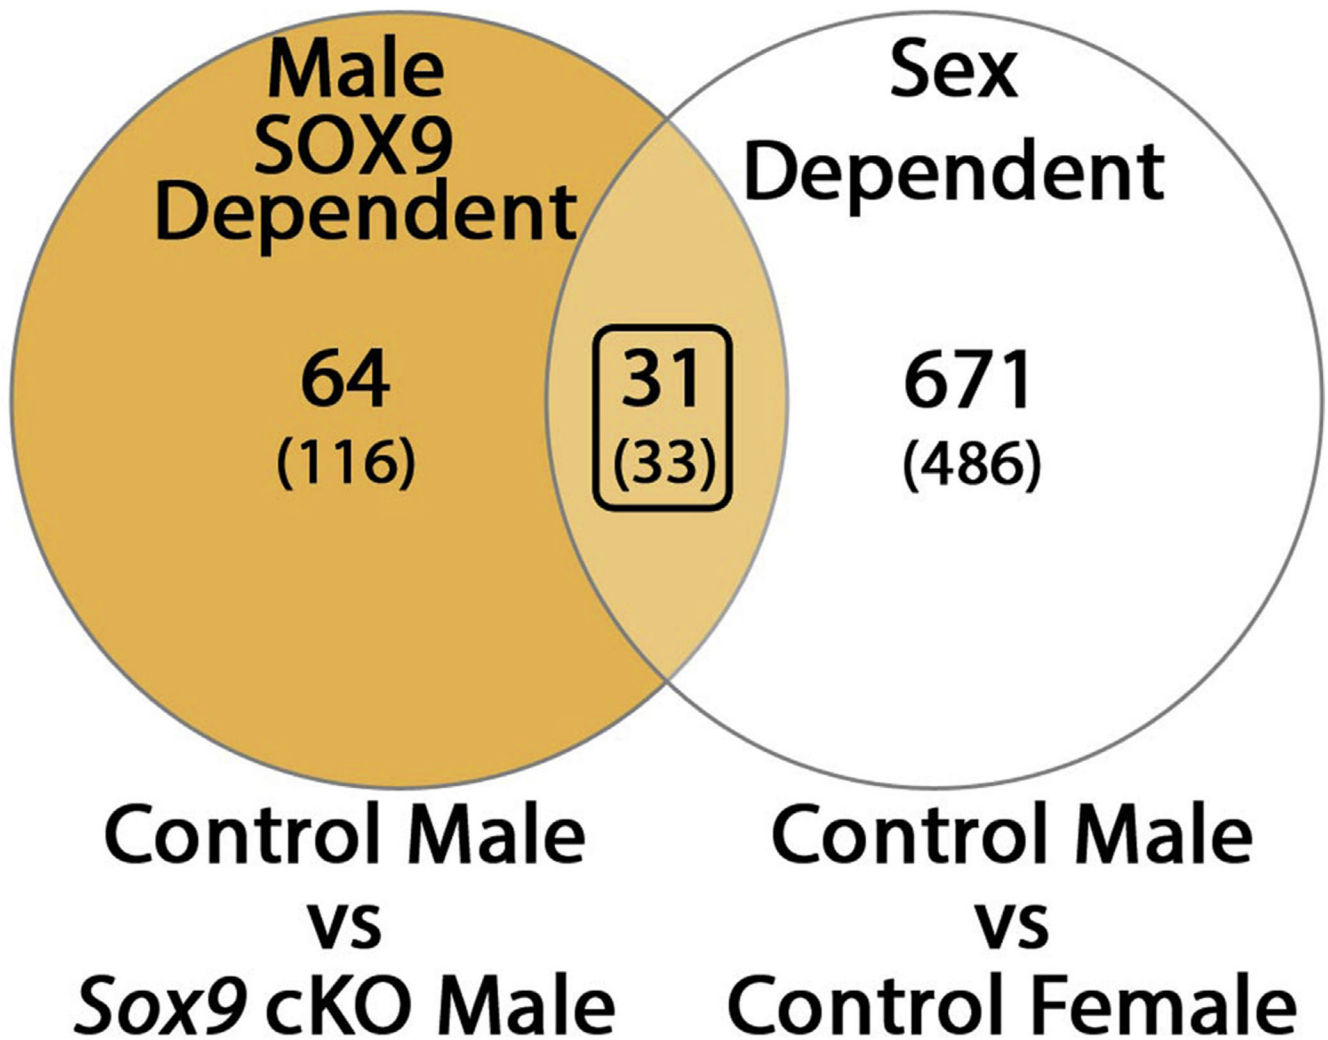 Male
SOX9
Dependent
Sex
Dependent
64
(116)
31
(33)
671
(486)
Control Male
vs
Sox9 cKO Male
Control Male
vs
Control Female